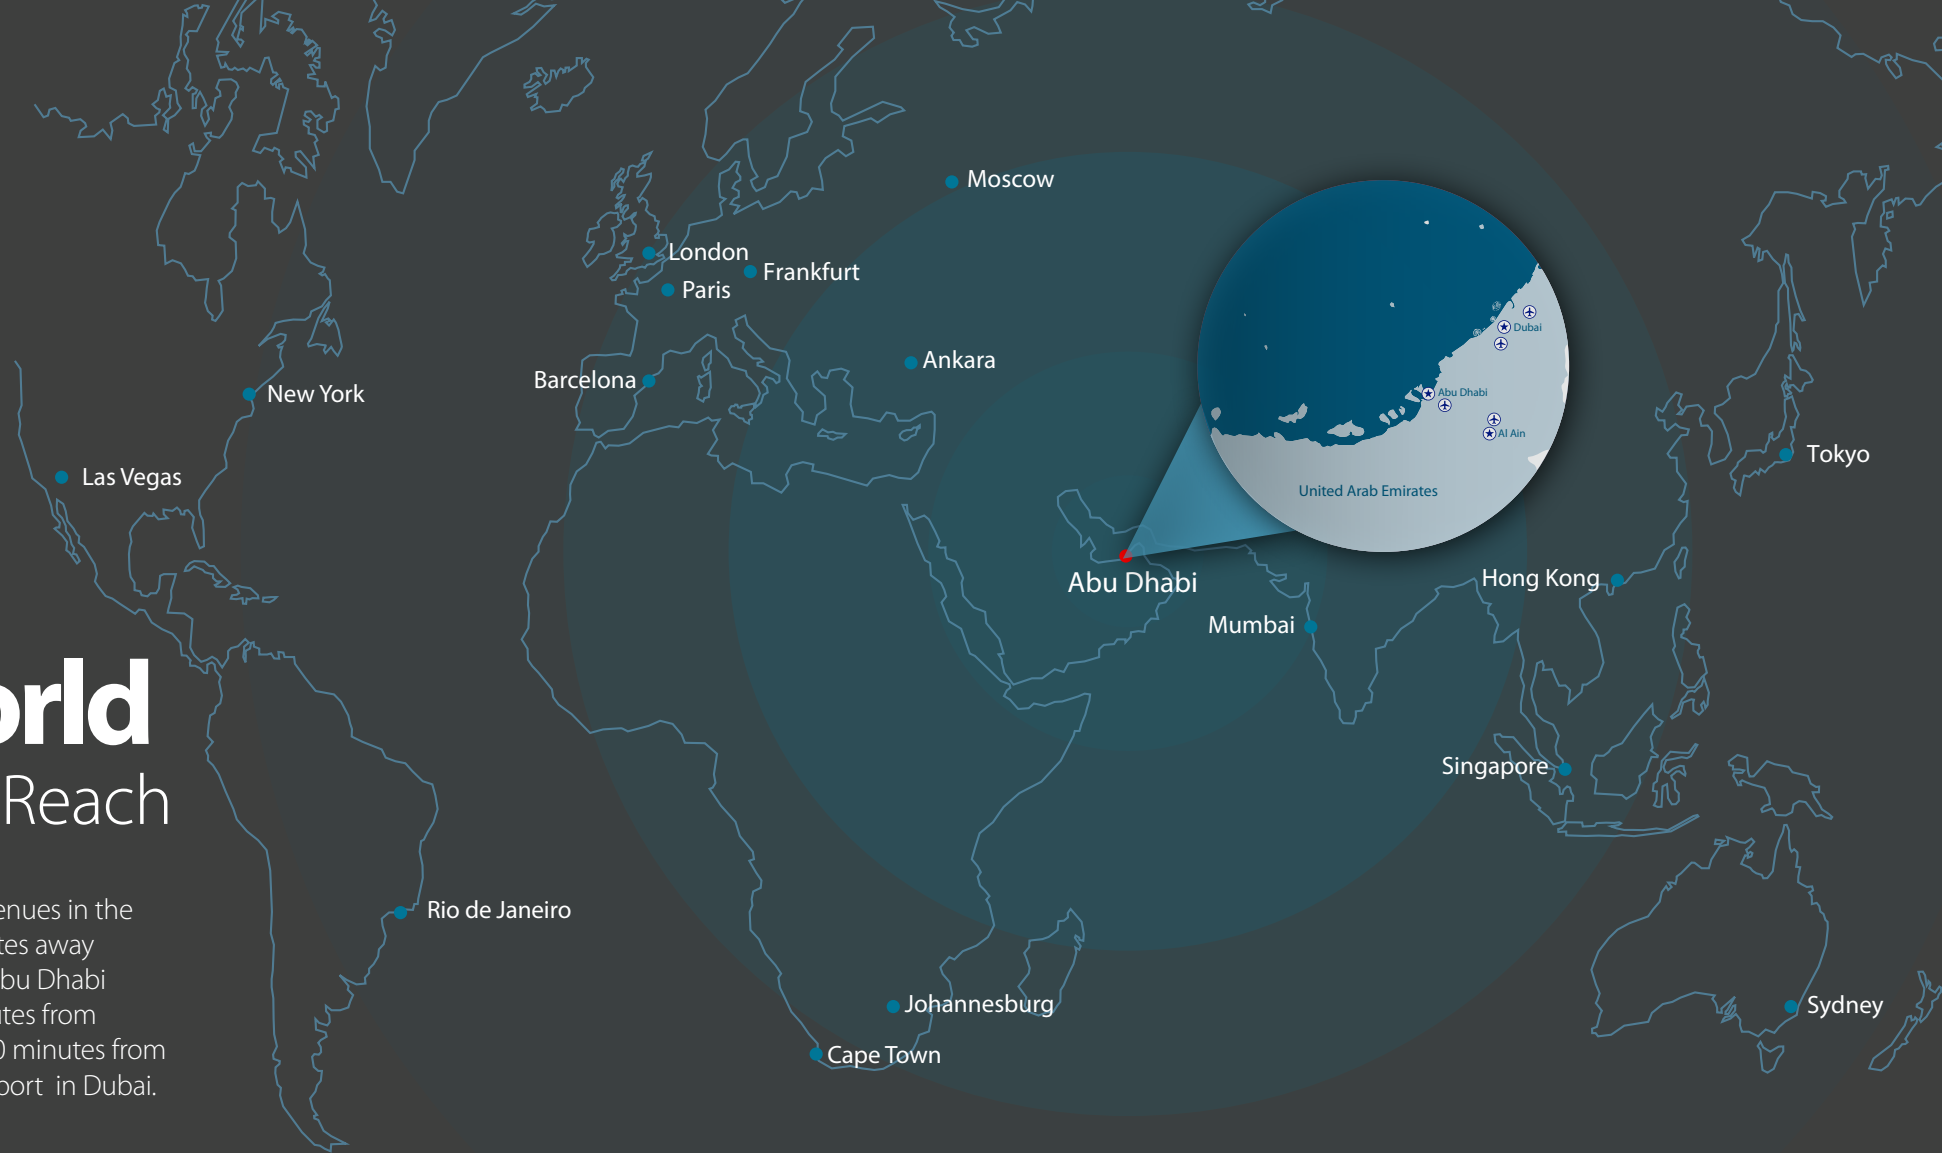 Moscow
London
Frankfurt
Paris
Ankara
Barcelona
New York
Las Vegas
Dubai
Abu Dhabi
Al Ain
United Arab Emirates
Tokyo
Abu Dhabi
Hong Kong
Mumbai
Singapore
orld
Reach
Rio de Janeiro
Johannesburg
Cape Town
Sydney
enues in the
tes away
bu Dhabi
utes from
0 minutes from
port in Dubai.